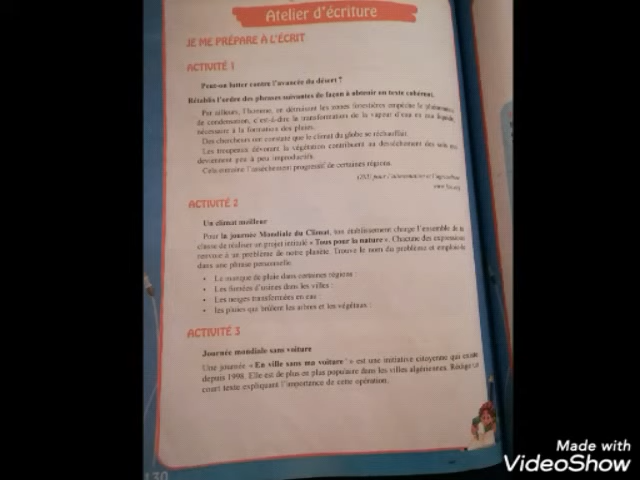 Atelier d'écriture
JE ME PRÉPARE À L'ÉCRIT
ACTIVITÉ 1
Peut-on lutter contre l'avancée du désert ?
Rétablis l'ordre des phrases suivantes de façon à obtenir un texte cohérent.
Par ailleurs, l'homme, en détruisant les zones forestières empêche le phénomène
de condensation, c'est-à-dire la transformation de la vapeur d'eau en eau liquide,
nécessaire à la formation des pluies.
Des chercheurs ont constaté que le climat du globe se réchauffait.
Les troupeaux dévorant la végétation contribuent au dessèchement des sols qui
deviennent peu à peu improductifs.
Cela entraîne l'assèchement progressif de certaines régions.
pour l'alimentation et l'agriculture
ACTIVITÉ 2
Un climat meilleur
Pour la journée Mondiale du Climat, ton établissement charge l'ensemble de ta
classe de réaliser un projet intitulé « Tous pour la nature ». Chacune des expressions
renvoie à un problème de notre planète. Trouve le nom du problème et emploie-le
dans une phrase personnelle.
• Le manque de pluie dans certaines régions :
• Les fumées d'usines dans les villes :
• Les neiges transformées en eau :
• les pluies qui brûlent les arbres et les végétaux :
ACTIVITÉ 3
Journée mondiale sans voiture
Une journée « En ville sans ma voiture ! » est une initiative citoyenne qui existe
depuis 1998. Elle est de plus en plus populaire dans les villes algériennes. Rédige un
court texte expliquant l'importance de cette opération.
130
Made with
VideoShow